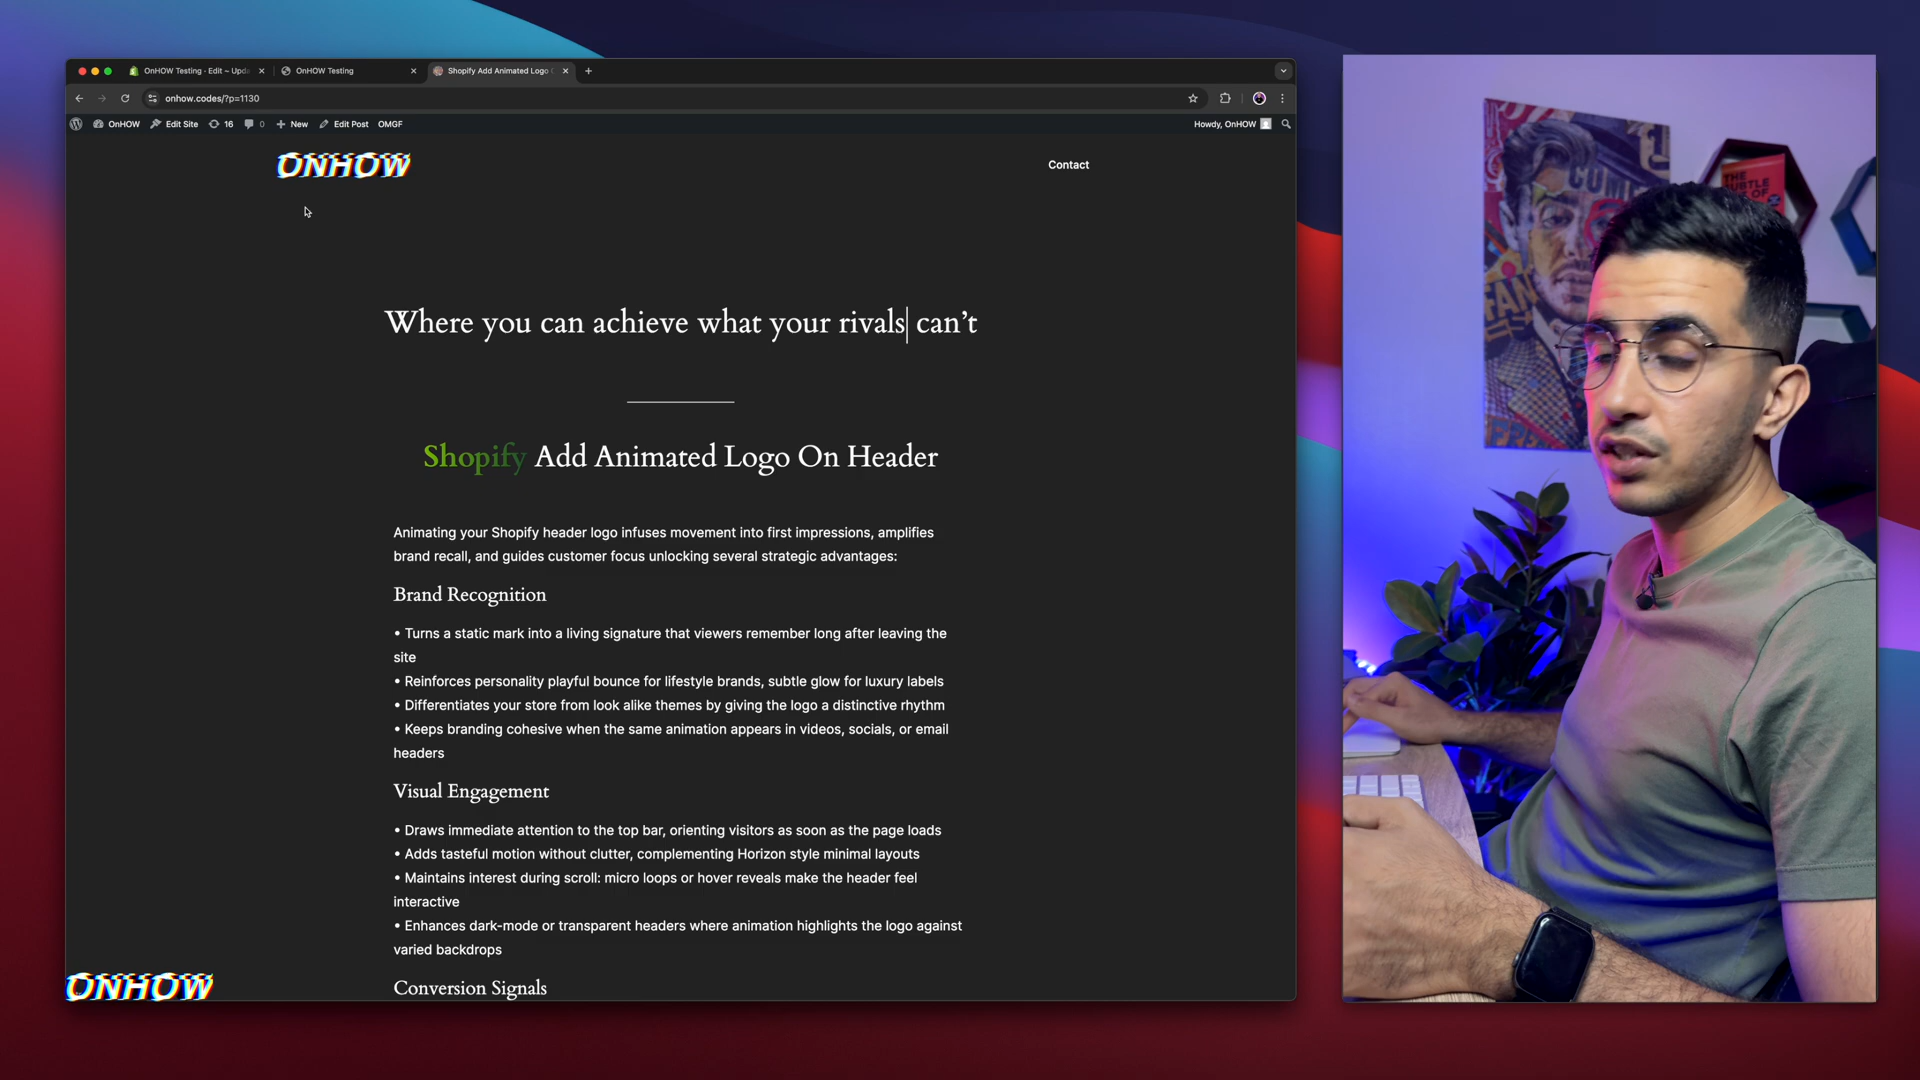 OnHOW Testing - Edit ~ Upda
OnHOW Testing
Shopify Add Animated Logo
onhow.codes/?p=1130
OnHOW
Edit Site
16
0
New
Edit Post
OMGF
Howdy, OnHOW
ONHOW
Contact
Where you can achieve what your rivals| can’t
Shopify Add Animated Logo On Header
Animating your Shopify header logo infuses movement into first impressions, amplifies
brand recall, and guides customer focus unlocking several strategic advantages:
Brand Recognition
• Turns a static mark into a living signature that viewers remember long after leaving the
site
• Reinforces personality playful bounce for lifestyle brands, subtle glow for luxury labels
• Differentiates your store from look alike themes by giving the logo a distinctive rhythm
• Keeps branding cohesive when the same animation appears in videos, socials, or email
headers
Visual Engagement
• Draws immediate attention to the top bar, orienting visitors as soon as the page loads
• Adds tasteful motion without clutter, complementing Horizon style minimal layouts
• Maintains interest during scroll: micro loops or hover reveals make the header feel
interactive
• Enhances dark-mode or transparent headers where animation highlights the logo against
varied backdrops
Conversion Signals
ONHOW
THE
SUBTLE